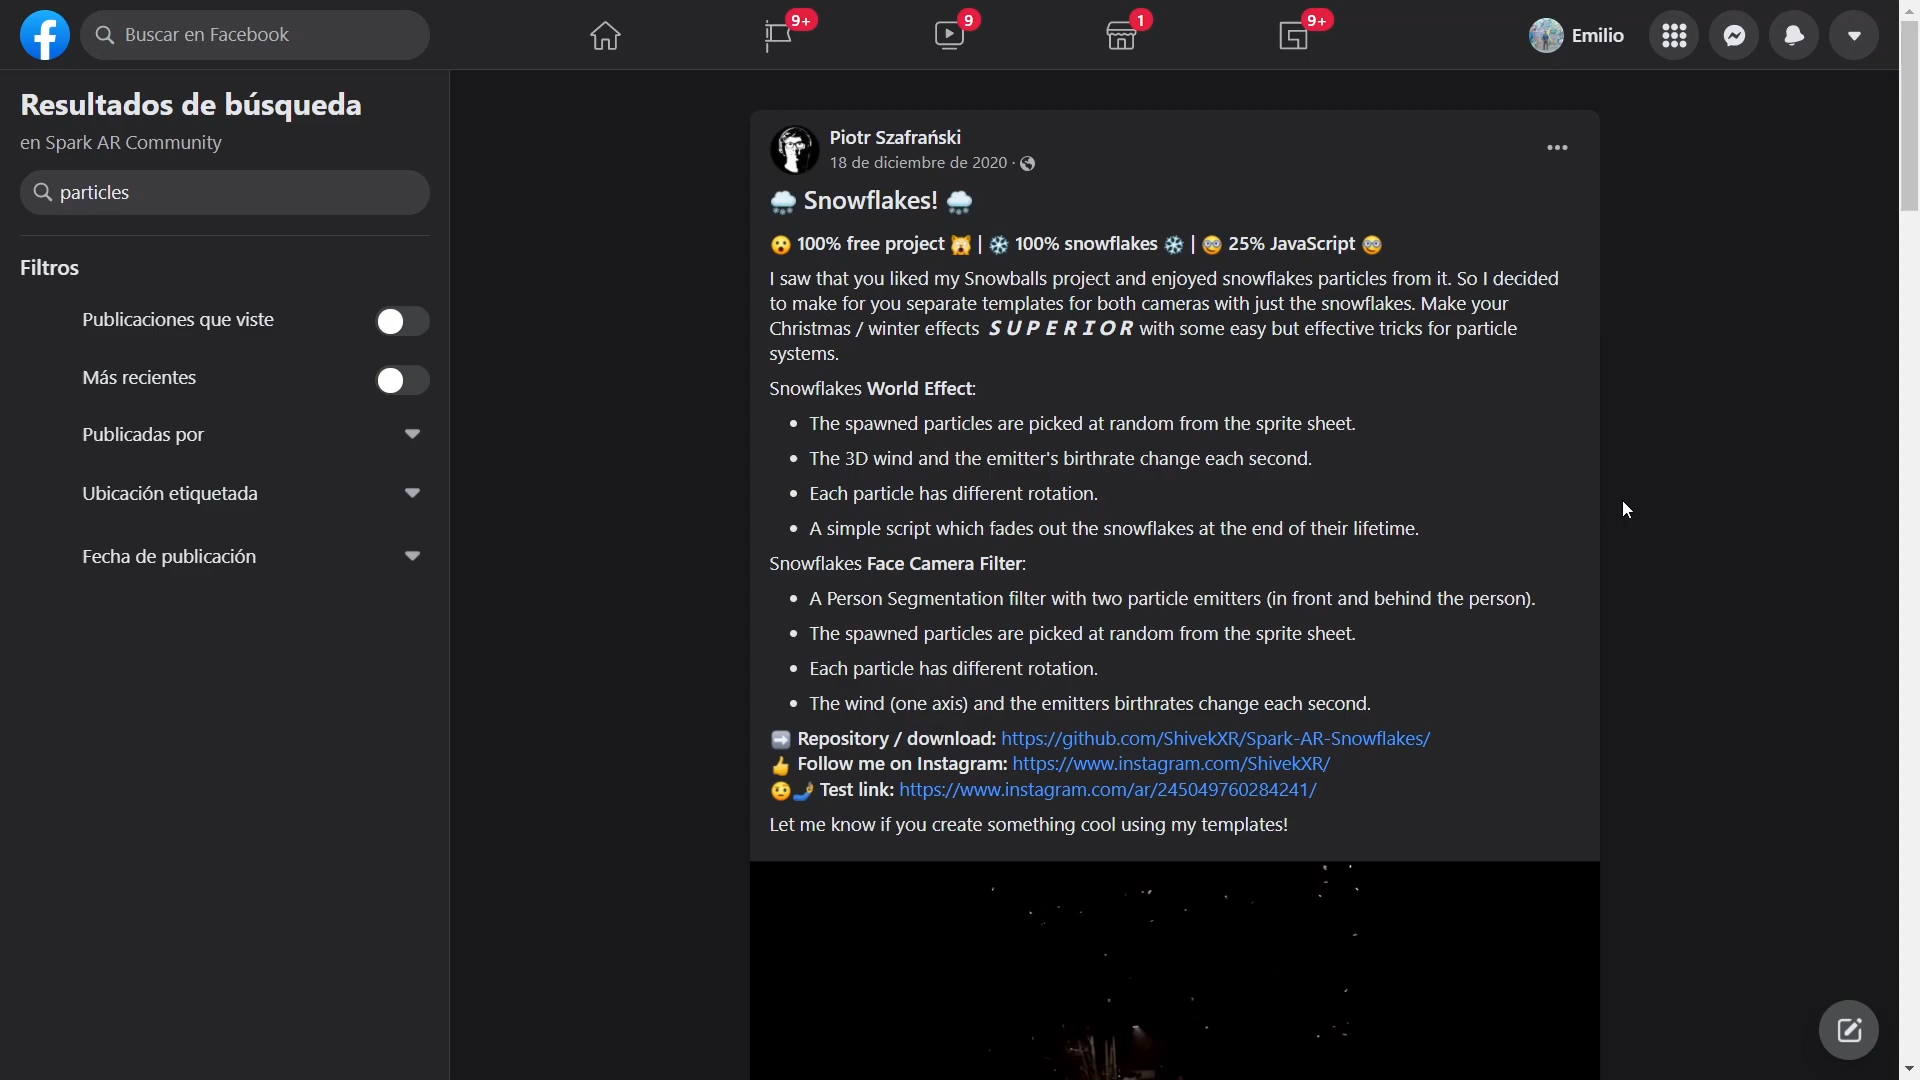 Buscar en Facebook
9+
9
1
9+
Emilio
Resultados de búsqueda
en Spark AR Community
particles
Filtros
Publicaciones que viste
Más recientes
Publicadas por
Ubicación etiquetada
Fecha de publicación
Piotr Szafrański
18 de diciembre de 2020 ·
🌨️ Snowflakes! 🌨️
😮 100% free project 🙀 | ❄️ 100% snowflakes ❄️ | 🤓 25% JavaScript 🤓
I saw that you liked my Snowballs project and enjoyed snowflakes particles from it. So I decided
to make for you separate templates for both cameras with just the snowflakes. Make your
Christmas / winter effects S U P E R I O R with some easy but effective tricks for particle
systems.
Snowflakes World Effect:
• The spawned particles are picked at random from the sprite sheet.
• The 3D wind and the emitter's birthrate change each second.
• Each particle has different rotation.
• A simple script which fades out the snowflakes at the end of their lifetime.
Snowflakes Face Camera Filter:
• A Person Segmentation filter with two particle emitters (in front and behind the person).
• The spawned particles are picked at random from the sprite sheet.
• Each particle has different rotation.
• The wind (one axis) and the emitters birthrates change each second.
➡️ Repository / download: https://github.com/ShivekXR/Spark-AR-Snowflakes/
👍 Follow me on Instagram: https://www.instagram.com/ShivekXR/
🤨🤳 Test link: https://www.instagram.com/ar/245049760284241/
Let me know if you create something cool using my templates!